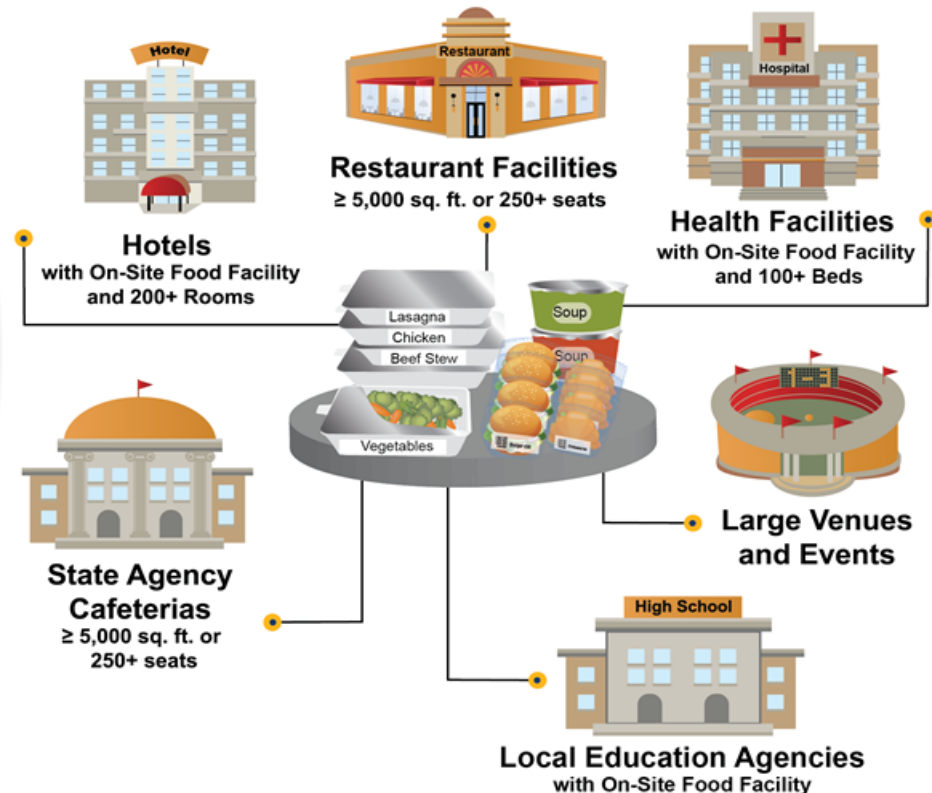 Hotel
Restaurant
Hospital
Restaurant Facilities
≥ 5,000 sq. ft. or 250+ seats
Health Facilities
with On-Site Food Facility
and 100+ Beds
Hotels
with On-Site Food Facility
and 200+ Rooms
Lasagna
Chicken
Beef Stew
Vegetables
Soup
Soup
State Agency
Cafeterias
≥ 5,000 sq. ft. or
250+ seats
Large Venues
and Events
High School
Local Education Agencies
with On-Site Food Facility